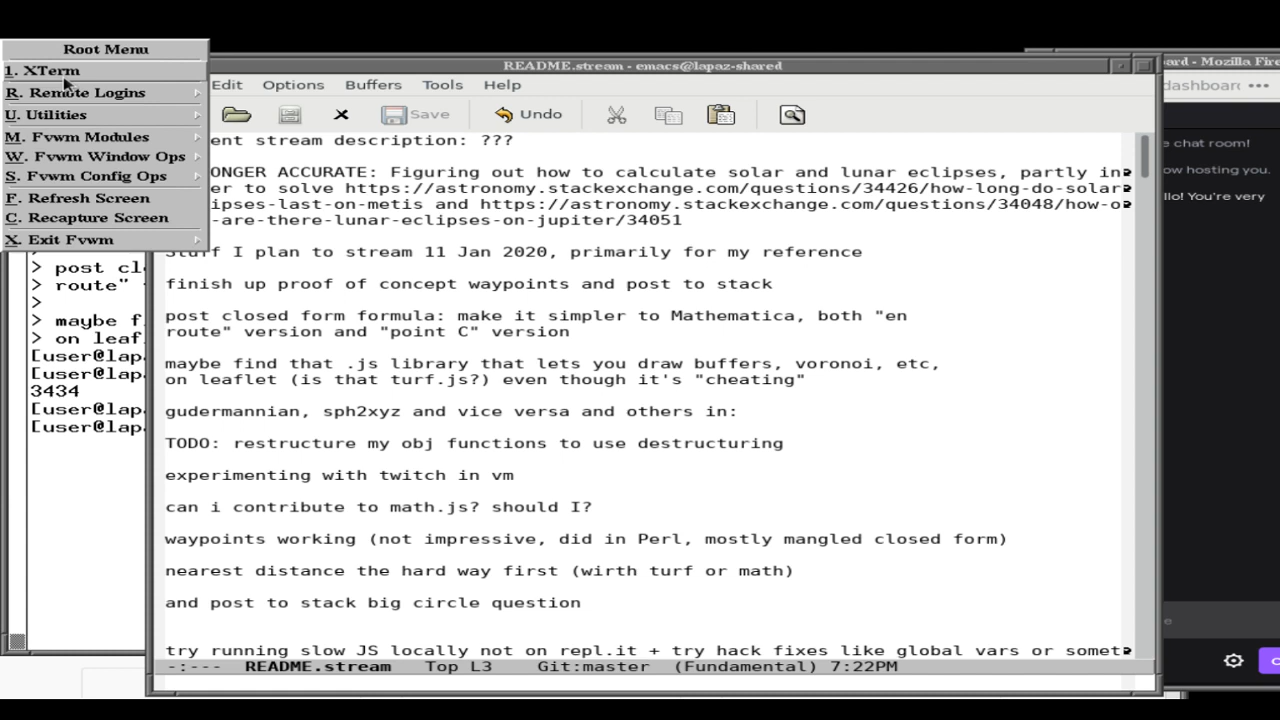 Root Menu
1. XTerm
R. Remote Logins
U. Utilities
M. Fvwm Modules
W. Fvwm Window Ops
S. Fvwm Config Ops
F. Refresh Screen
C. Recapture Screen
X. Exit Fvwm
README.stream - emacs@lapaz-shared
Edit Options Buffers Tools Help
Save Undo
ent stream description: ???
ONGER ACCURATE: Figuring out how to calculate solar and lunar eclipses, partly in
er to solve https://astronomy.stackexchange.com/questions/34426/how-long-do-solar-
ipses-last-on-metis and https://astronomy.stackexchange.com/questions/34048/how-o
-are-there-lunar-eclipses-on-jupiter/34051
Stuff I plan to stream 11 Jan 2020, primarily for my reference
finish up proof of concept waypoints and post to stack
post closed form formula: make it simpler to Mathematica, both "en
route" version and "point C" version
maybe find that .js library that lets you draw buffers, voronoi, etc,
on leaflet (is that turf.js?) even though it's "cheating"
gudermannian, sph2xyz and vice versa and others in:
TODO: restructure my obj functions to use destructuring
experimenting with twitch in vm
can i contribute to math.js? should I?
waypoints working (not impressive, did in Perl, mostly mangled closed form)
nearest distance the hard way first (wirth turf or math)
and post to stack big circle question
try running slow JS locally not on repl.it + try hack fixes like global vars or somet
-:--- README.stream Top L3 Git:master (Fundamental) 7:22PM
> post cl
> route"
>
> maybe f
> on leaf
[user@lap
[user@lap
3434
[user@lap
[user@lap
ard - Mozilla Fire
dashboard •••
e chat room!
ow hosting you.
llo! You're very
e